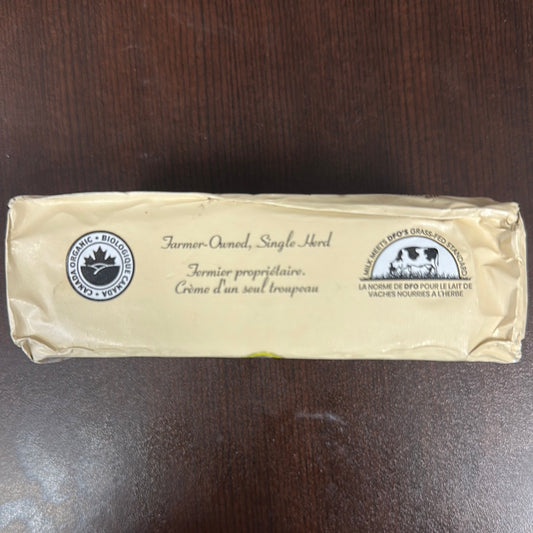 CANADA ORGANIC • BIOLOGIQUE CANADA •
Farmer-Owned, Single Herd
Fermier propriétaire.
Crème d'un seul troupeau
MILK MEETS DFO'S GRASS-FED STANDARD
LA NORME DE DFO POUR LE LAIT DE
VACHES NOURRIES A L'HERBE